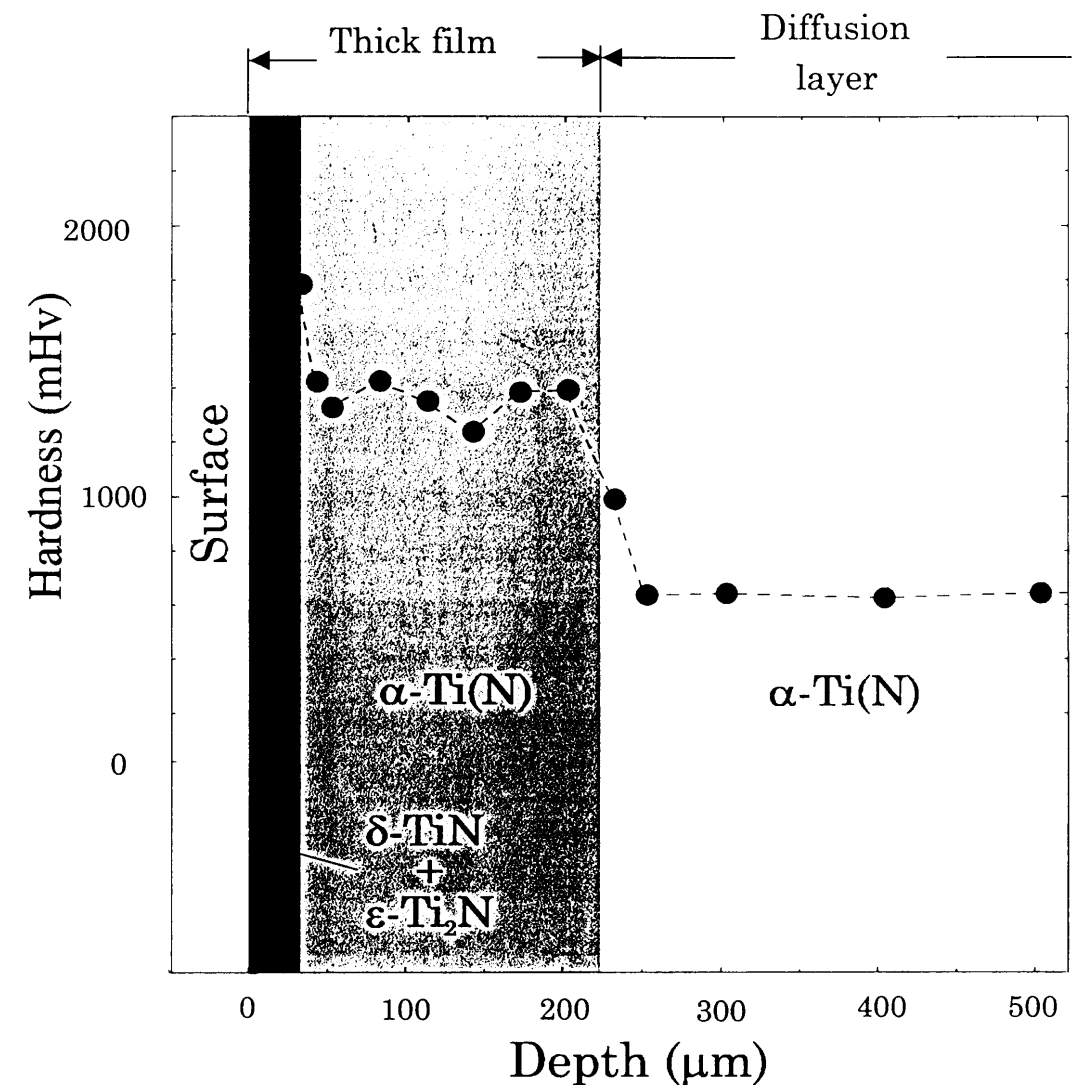 Thick film
Diffusion
layer
2000
1000
0
Hardness (mHv)
Surface
α-Ti(N)
α-Ti(N)
δ-TiN
+
ε-Ti₂N
0
100
200
300
400
500
Depth (μm)